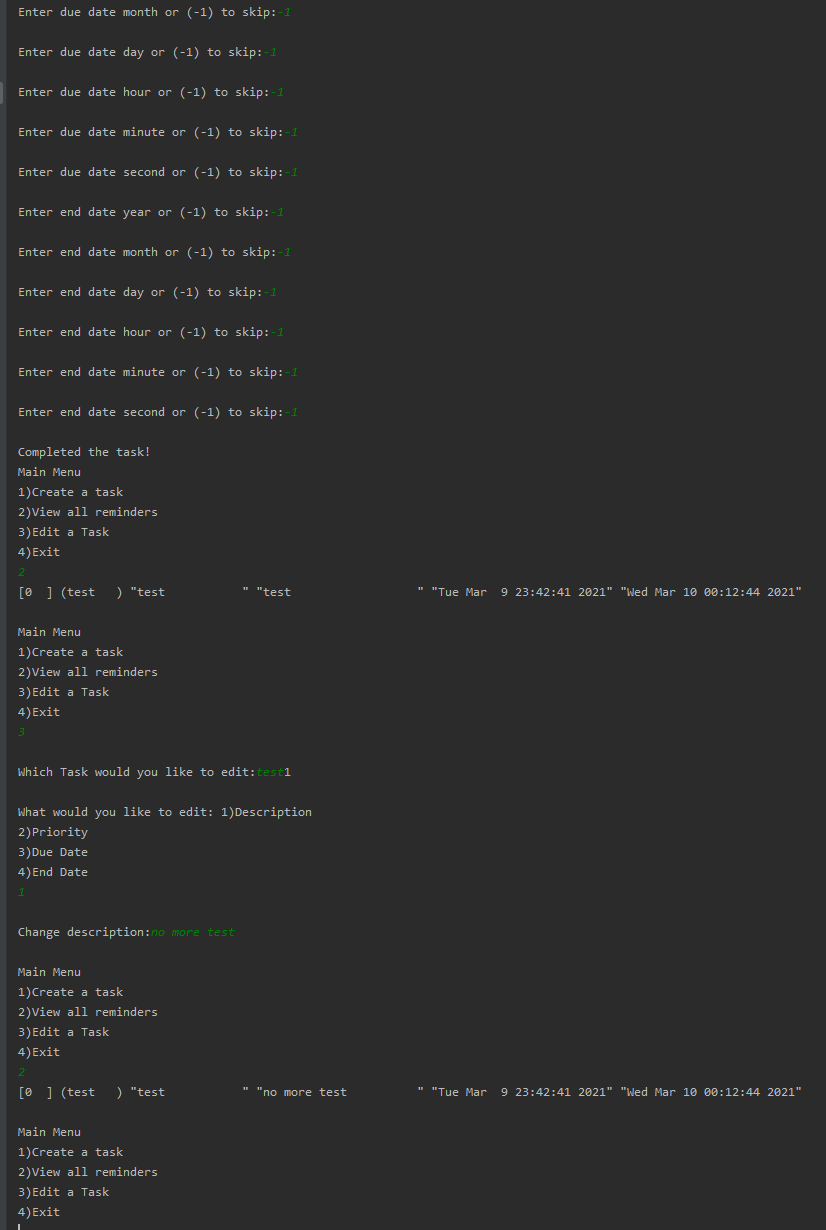 Enter due date month or (-1) to skip:-1
Enter due date day or (-1) to skip:-1
Enter due date hour or (-1) to skip:-1
Enter due date minute or (-1) to skip:-1
Enter due date second or (-1) to skip:-1
Enter end date year or (-1) to skip:-1
Enter end date month or (-1) to skip:-1
Enter end date day or (-1) to skip:-1
Enter end date hour or (-1) to skip:-1
Enter end date minute or (-1) to skip:-1
Enter end date second or (-1) to skip:-1
Completed the task!
Main Menu
1)Create a task
2)View all reminders
3)Edit a Task
4)Exit
2
[0  ] (test   ) "test           " "test                  " "Tue Mar  9 23:42:41 2021" "Wed Mar 10 00:12:44 2021"
Main Menu
1)Create a task
2)View all reminders
3)Edit a Task
4)Exit
3
Which Task would you like to edit:test1
What would you like to edit: 1)Description
2)Priority
3)Due Date
4)End Date
1
Change description:no more test
Main Menu
1)Create a task
2)View all reminders
3)Edit a Task
4)Exit
2
[0  ] (test   ) "test           " "no more test          " "Tue Mar  9 23:42:41 2021" "Wed Mar 10 00:12:44 2021"
Main Menu
1)Create a task
2)View all reminders
3)Edit a Task
4)Exit